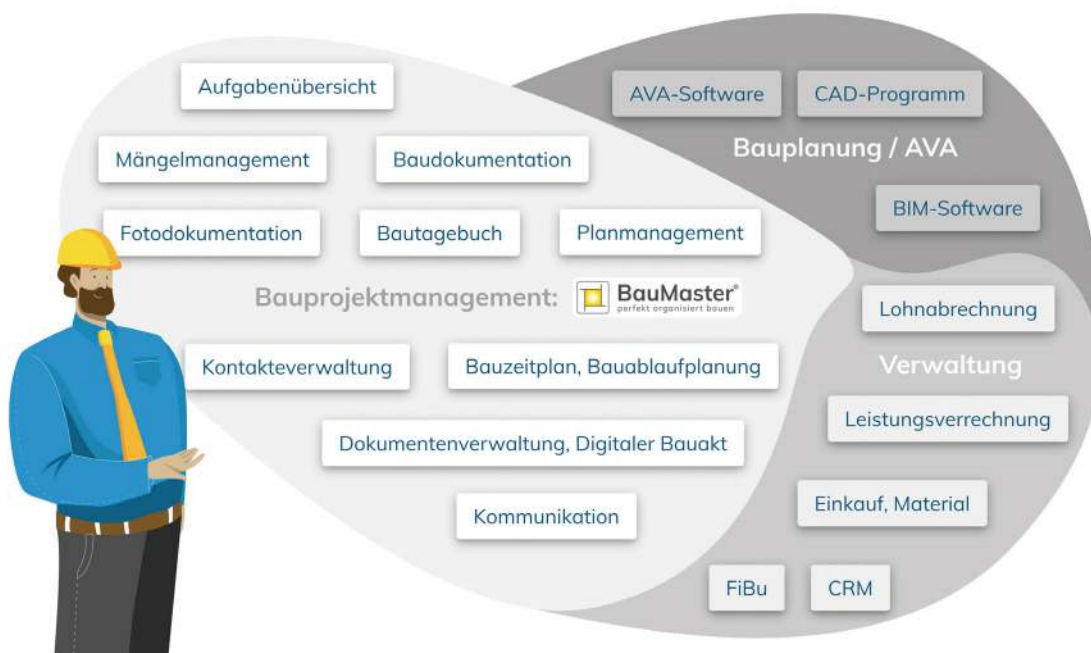 Aufgabenübersicht
Mängelmanagement
Baudokumentation
Fotodokumentation
Bautagebuch
Planmanagement
Bauprojektmanagement:
BauMaster®
perfekt organisiert bauen
Kontakteverwaltung
Bauzeitplan, Bauablaufplanung
Dokumentenverwaltung, Digitaler Bauakt
Kommunikation
AVA-Software
CAD-Programm
Bauplanung / AVA
BIM-Software
Lohnabrechnung
Verwaltung
Leistungsverrechnung
Einkauf, Material
FiBu
CRM